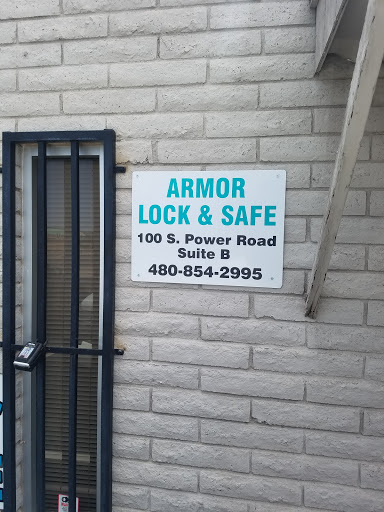 ARMOR
LOCK & SAFE
100 S. Power Road
Suite B
480-854-2995